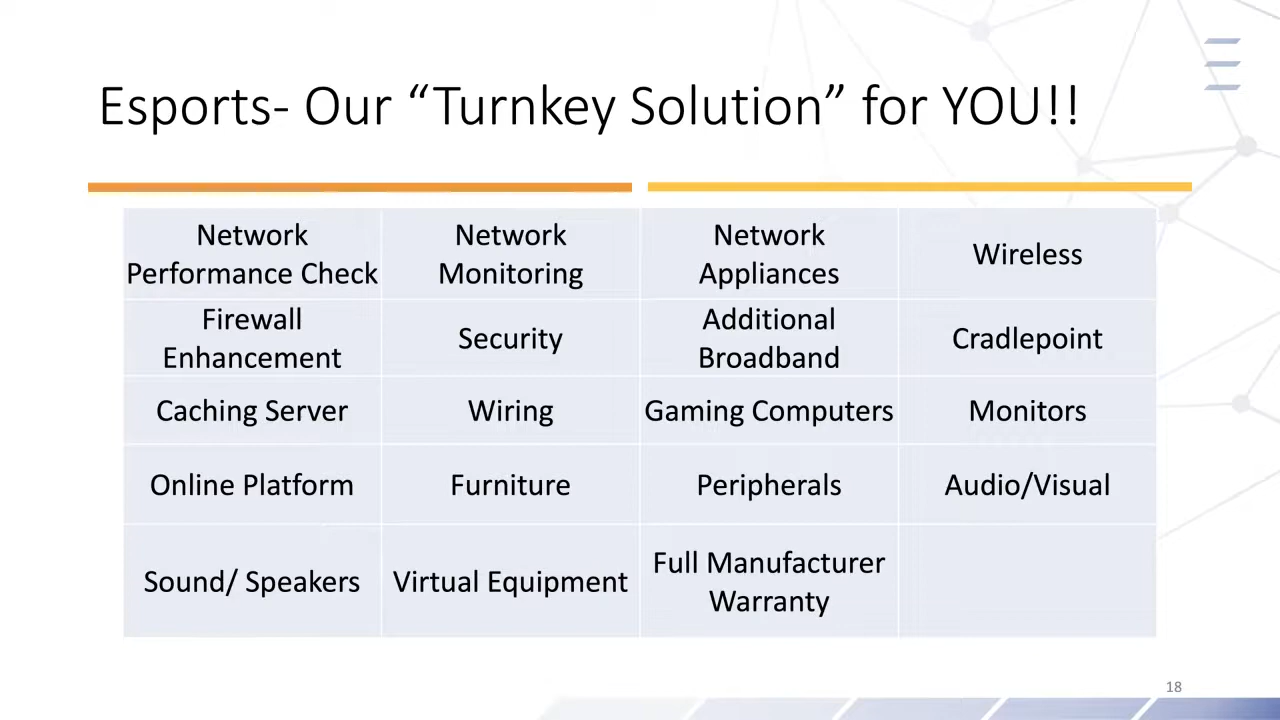 Esports- Our “Turnkey Solution” for YOU!!
Network
Performance Check
Network
Monitoring
Network
Appliances
Wireless
Firewall
Enhancement
Security
Additional
Broadband
Cradlepoint
Caching Server
Wiring
Gaming Computers
Monitors
Online Platform
Furniture
Peripherals
Audio/Visual
Sound/ Speakers
Virtual Equipment
Full Manufacturer
Warranty
18